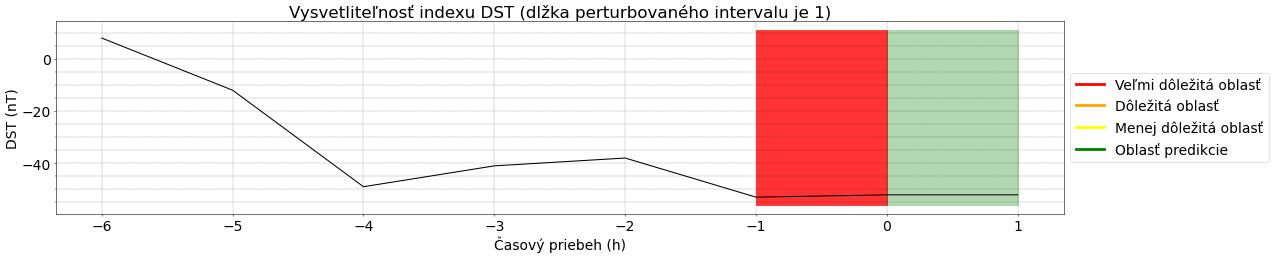 Vysvetliteľnosť indexu DST (dĺžka perturbovaného intervalu je 1)
DST (nT)
0
−20
−40
−6 −5 −4 −3 −2 −1 0 1
Časový priebeh (h)
Veľmi dôležitá oblasť
Dôležitá oblasť
Menej dôležitá oblasť
Oblasť predikcie